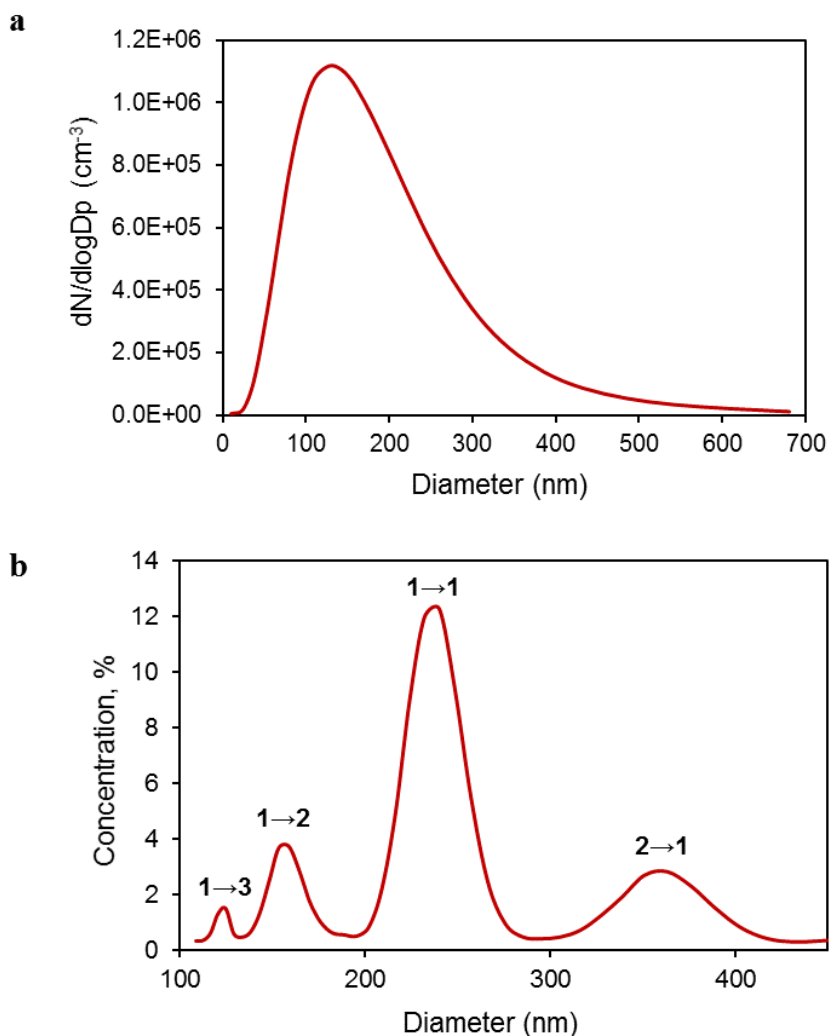 a
1.2E+06
1.0E+06
8.0E+05
6.0E+05
4.0E+05
2.0E+05
0.0E+00
dN/dlogDp (cm-3)
0 100 200 300 400 500 600 700
Diameter (nm)
b
14
12
10
8
6
4
2
0
Concentration, %
1→3
1→2
1→1
2→1
100 200 300 400
Diameter (nm)